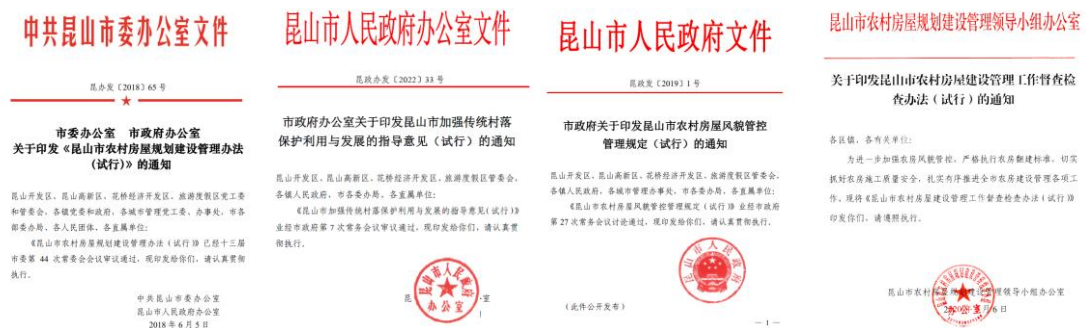 中共昆山市委办公室文件
昆办发〔2018〕65号
市委办公室 市政府办公室
关于印发《昆山市农村房屋规划建设管理办法
(试行)》的通知
昆山开发区、昆山高新区、花桥经济开发区、旅游度假区党工委
和管委会，各镇党委和政府，各城市管理党工委、办事处，市各
部委办局、各人民团体、各直属单位：
《昆山市农村房屋规划建设管理办法（试行）》已经十三届
市委第 44 次常委会会议审议通过，现印发给你们，请认真贯彻
执行。
中共昆山市委办公室
昆山市人民政府办公室
2018 年 6 月 5 日
昆山市人民政府办公室文件
昆政办发〔2022〕33号
市政府办公室关于印发昆山市加强传统村落
保护利用与发展的指导意见（试行）的通知
昆山开发区、昆山高新区、花桥经济开发区、旅游度假区管委会，
各镇人民政府，市各委办局、各直属单位：
《昆山市加强传统村落保护利用与发展的指导意见（试行）》
业经市政府第 7 次常务会议审议通过，现印发给你们，请认真贯
彻执行。
昆山市人民政府
办公室
昆山市人民政府文件
昆政发〔2019〕1号
市政府关于印发昆山市农村房屋风貌管控
管理规定（试行）的通知
昆山开发区、昆山高新区、花桥经济开发区、旅游度假区管委会，
各镇人民政府，各城市管理办事处，市各委办局、各直属单位：
《昆山市农村房屋风貌管控管理规定（试行）》业经市政府
第 27 次常务会议讨论通过，现印发给你们，请认真贯彻执行。
昆山市人民政府
（此件公开发布）
— 1 —
昆山市农村房屋规划建设管理领导小组办公室
关于印发昆山市农村房屋建设管理工作督查检
查办法（试行）的通知
各区镇、各有关单位：
为进一步加强农房风貌管控，严格执行农房翻建标准，切实
抓好农房施工质量安全，扎实有序推进全市农房建设管理各项工
作，现将《昆山市农村房屋建设管理工作督查检查办法（试行）》
印发你们，请遵照执行。
昆山市农村房屋规划建设管理领导小组办公室